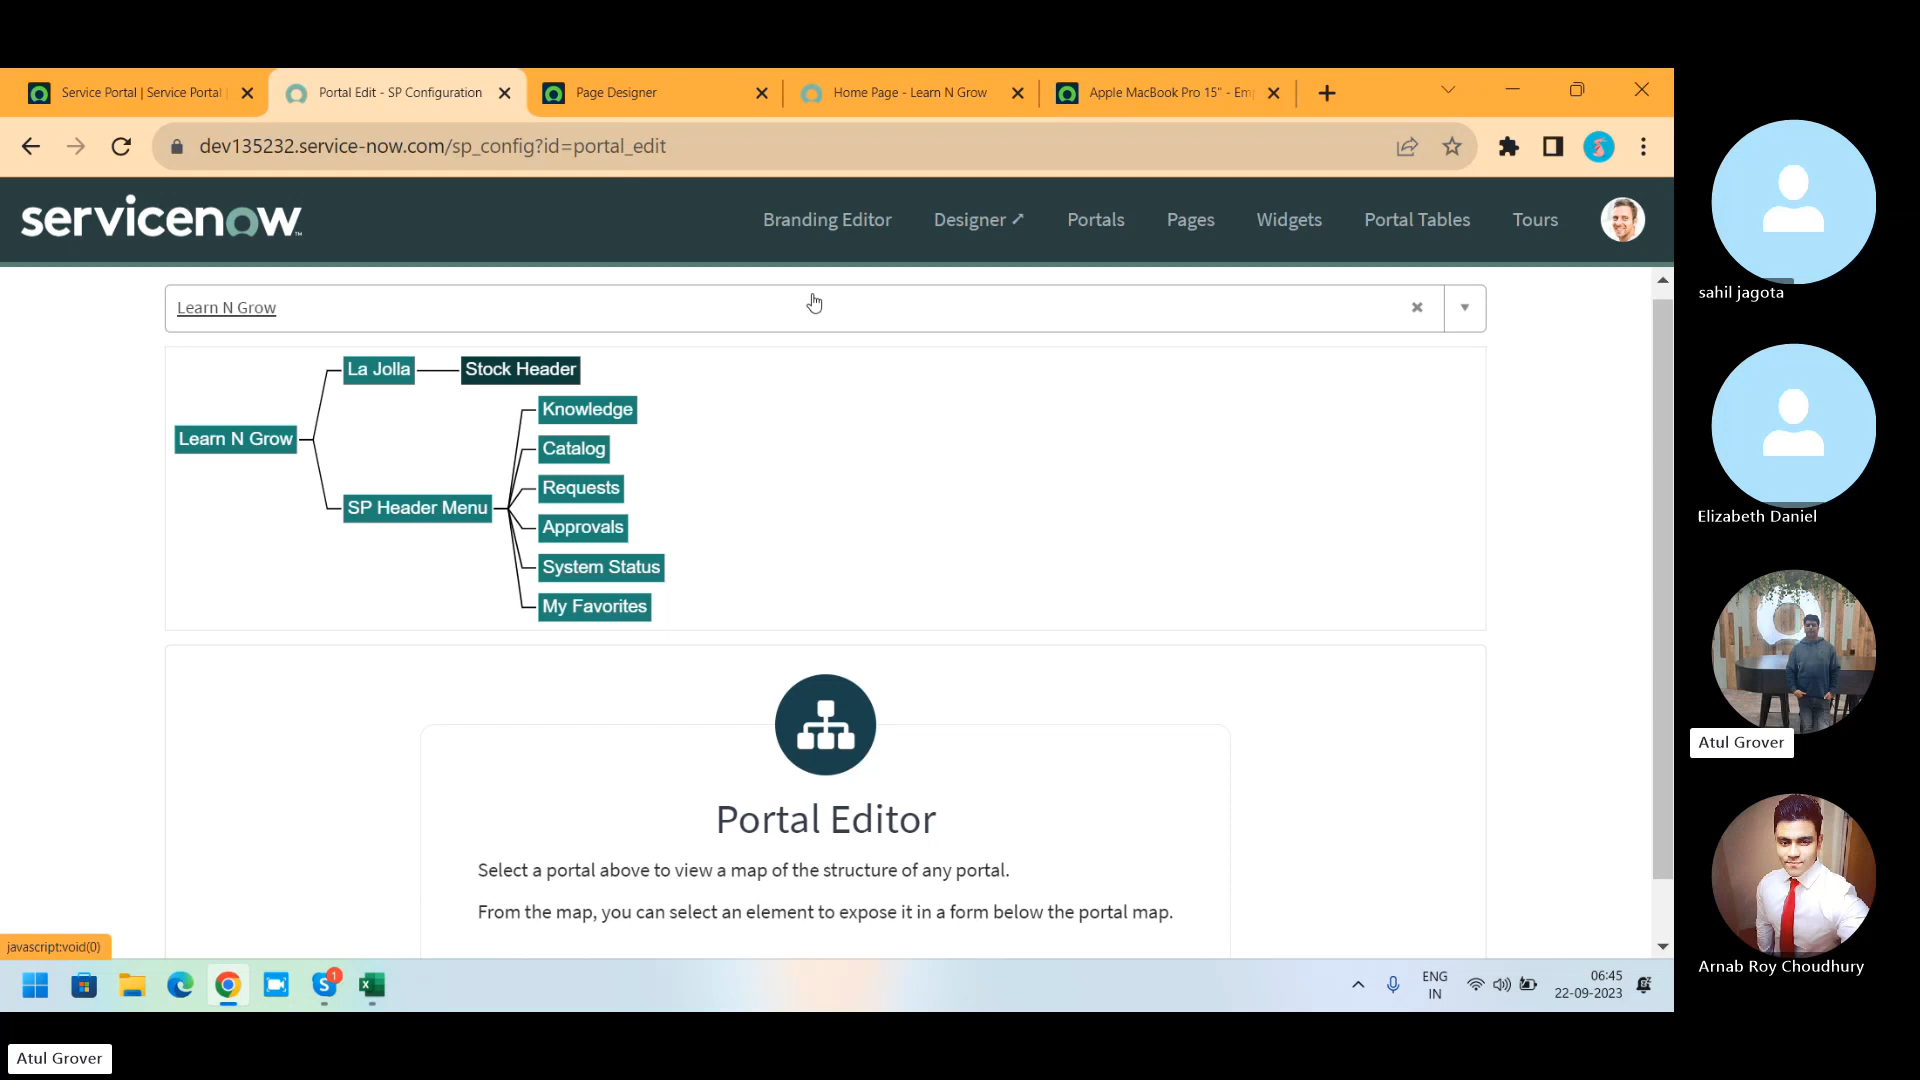 Service Portal | Service Portal |
Portal Edit - SP Configuration
Page Designer
Home Page - Learn N Grow
Apple MacBook Pro 15" - Emp
dev135232.service-now.com/sp_config?id=portal_edit
servicenow
Branding Editor
Designer
Portals
Pages
Widgets
Portal Tables
Tours
Learn N Grow
La Jolla
Stock Header
Knowledge
Catalog
Learn N Grow
Requests
SP Header Menu
Approvals
System Status
My Favorites
Portal Editor
Select a portal above to view a map of the structure of any portal.
From the map, you can select an element to expose it in a form below the portal map.
javascript:void(0)
1
ENG
IN
06:45
22-09-2023
sahil jagota
Elizabeth Daniel
Atul Grover
Arnab Roy Choudhury
Atul Grover